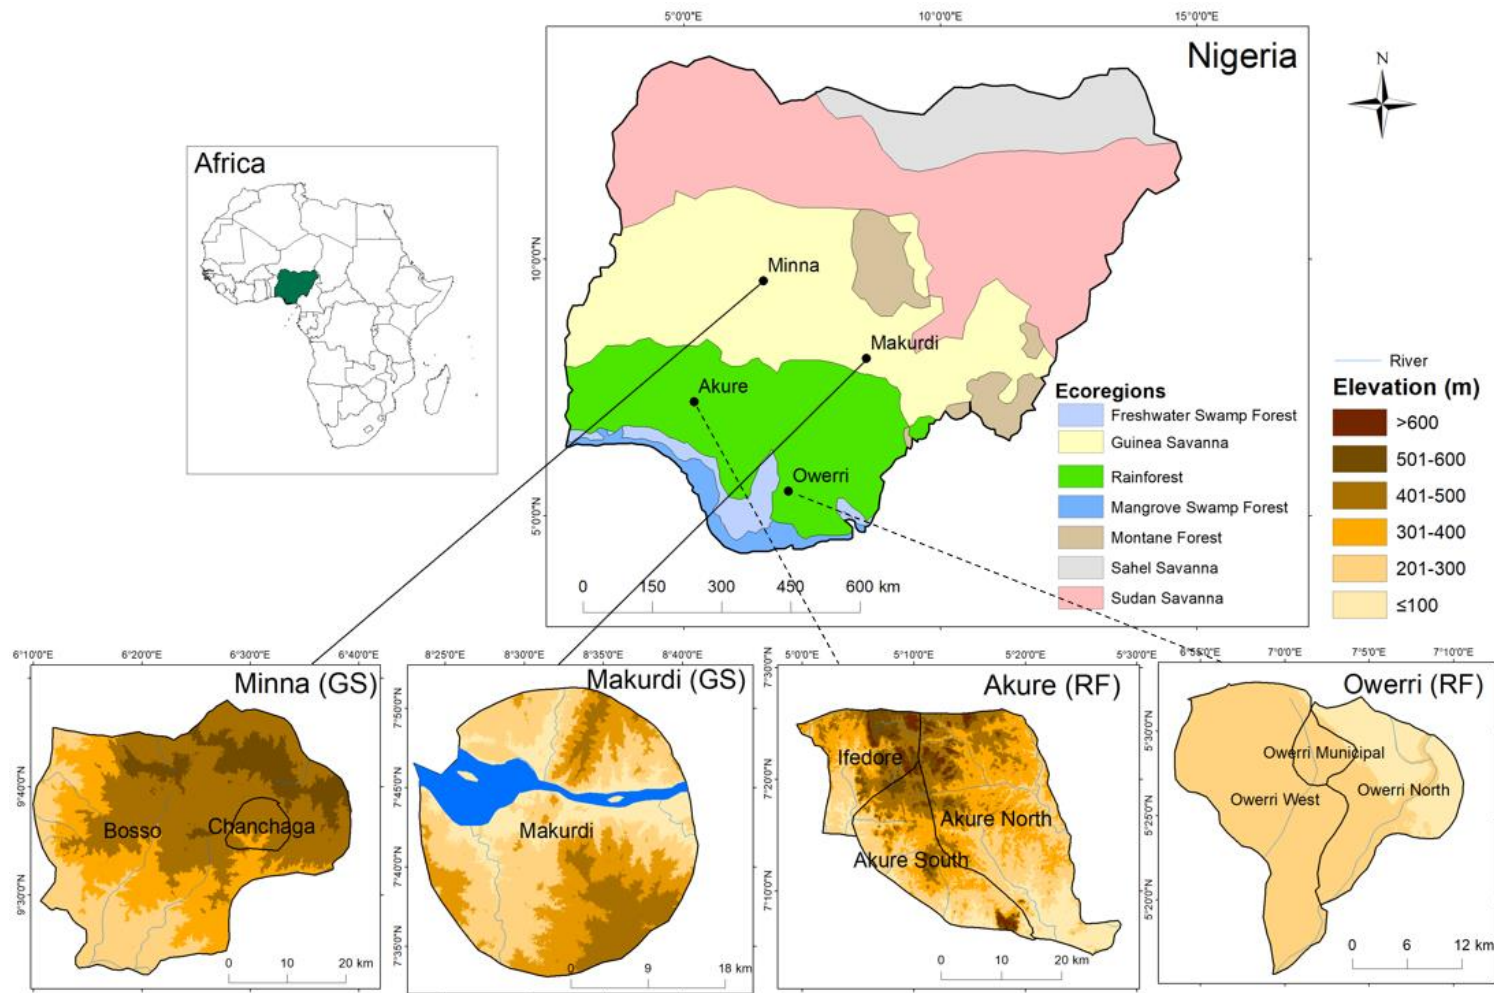 5°0'0"E 10°0'0"E 15°0'0"E
Nigeria
N
Africa
10°0'0"N
5°0'0"N
Minna
Makurdi
Akure
Owerri
Ecoregions
Freshwater Swamp Forest
Guinea Savanna
Rainforest
Mangrove Swamp Forest
Montane Forest
Sahel Savanna
Sudan Savanna
0 150 300 450 600 km
River
Elevation (m)
>600
501-600
401-500
301-400
201-300
≤100
6°10'0"E 6°20'0"E 6°30'0"E 6°40'0"E
Minna (GS)
9°40'0"N
9°30'0"N
Bosso
Chanchaga
0 10 20 km
8°25'0"E 8°30'0"E 8°35'0"E 8°40'0"E
Makurdi (GS)
7°50'0"N
7°45'0"N
7°40'0"N
7°35'0"N
Makurdi
0 9 18 km
5°0'0"E 5°10'0"E 5°20'0"E 5°30'0"E
Akure (RF)
7°30'0"N
7°20'0"N
7°10'0"N
Ifedore
Akure North
Akure South
0 10 20 km
6°55'0"E 7°0'0"E 7°5'0"E 7°10'0"E
Owerri (RF)
5°30'0"N
5°25'0"N
5°20'0"N
Owerri Municipal
Owerri North
Owerri West
0 6 12 km